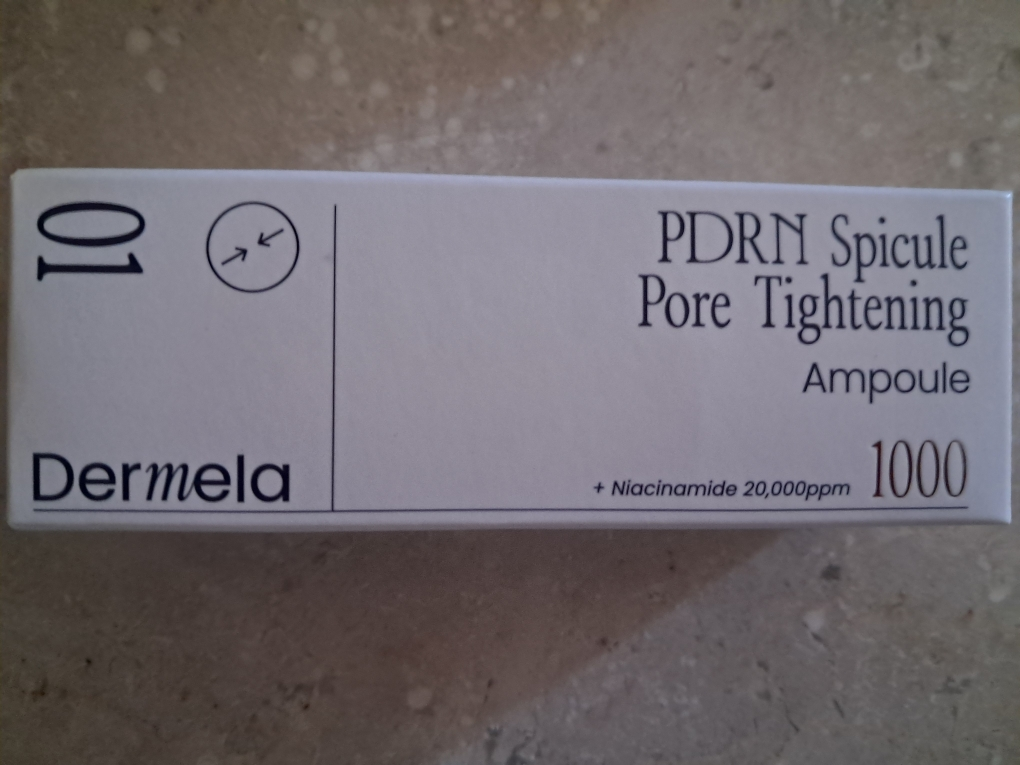 01
PDRN Spicule
Pore Tightening
Ampoule
Dermela
+ Niacinamide 20,000ppm 1000